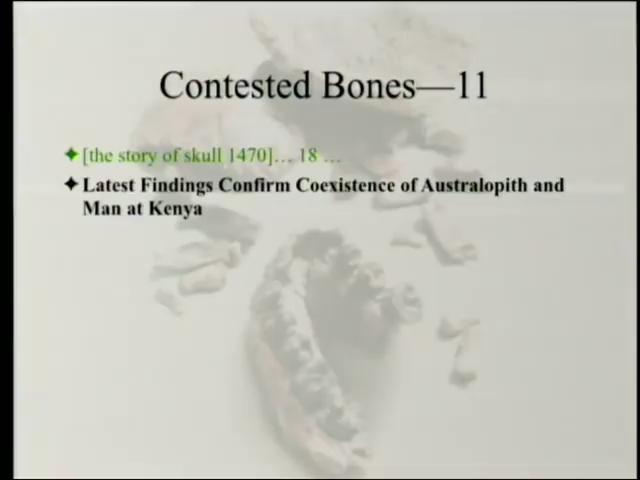 Contested Bones—11
✦[the story of skull 1470]… 18 …
✦Latest Findings Confirm Coexistence of Australopith and
Man at Kenya